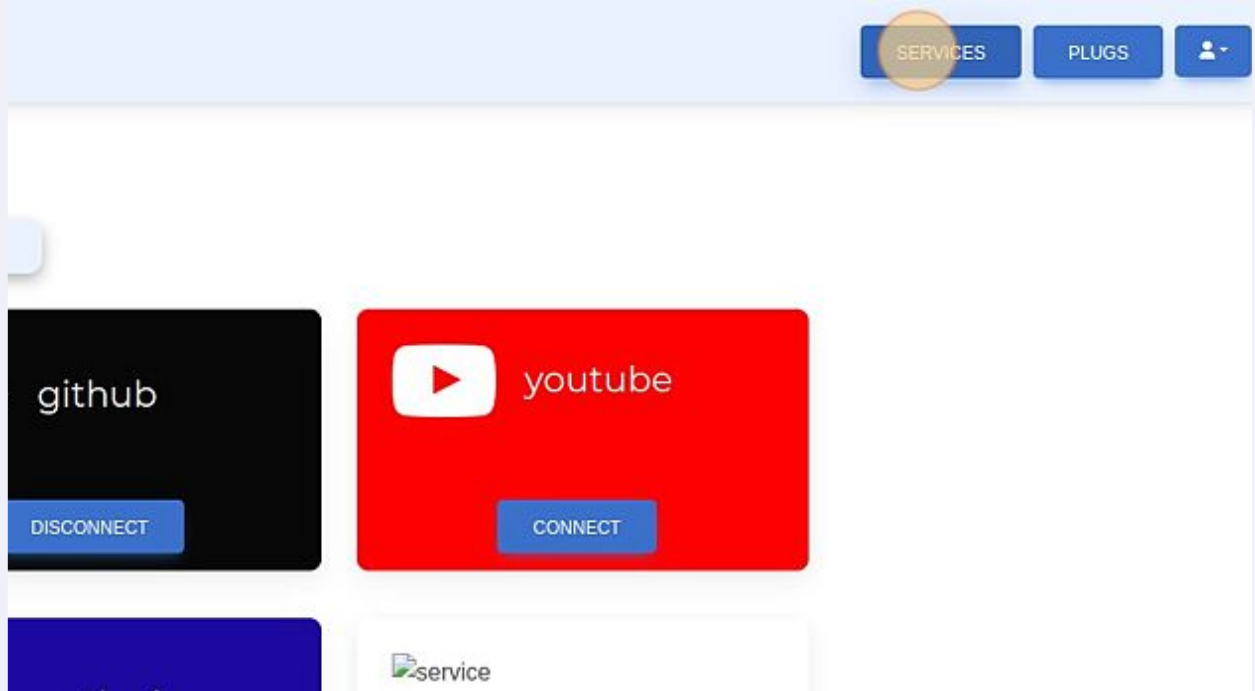 SERVICES PLUGS
github
youtube
DISCONNECT
CONNECT
service